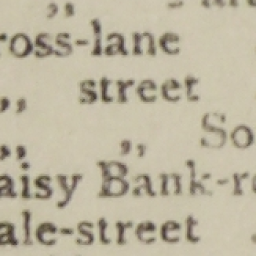 „
ross-lane
„ street
„ „ So
aisy Bank-r
ale-street